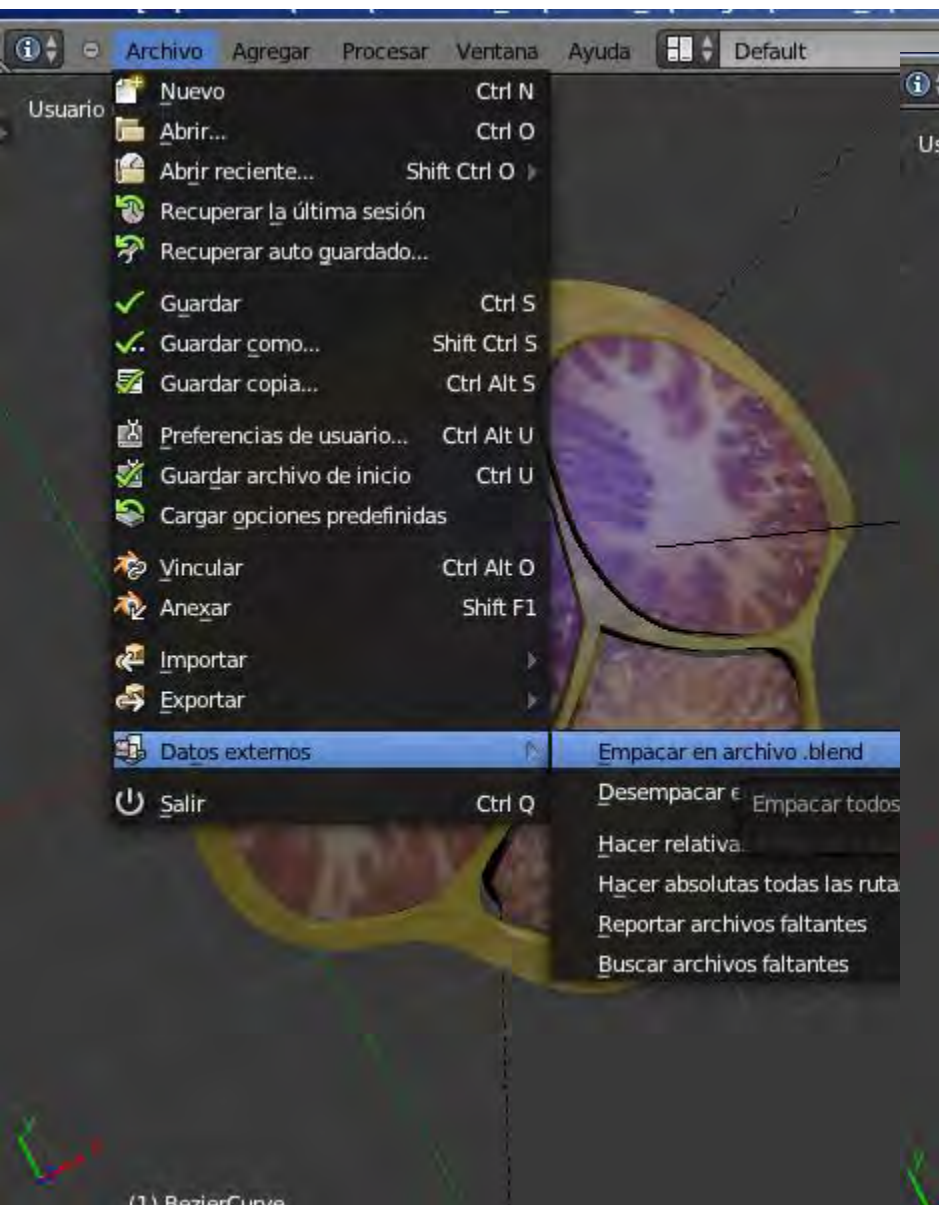 Archivo Agregar Procesar Ventana Ayuda Default
Usuario
Nuevo Ctrl N
Abrir... Ctrl O
Abrir reciente... Shift Ctrl O
Recuperar la última sesión
Recuperar auto guardado...
Guardar Ctrl S
Guardar como... Shift Ctrl S
Guardar copia... Ctrl Alt S
Preferencias de usuario... Ctrl Alt U
Guardar archivo de inicio Ctrl U
Cargar opciones predefinidas
Vincular Ctrl Alt O
Anexar Shift F1
Importar
Exportar
Datos externos
Salir Ctrl Q
Empacar en archivo .blend
Desempacar e
Empacar todos
Hacer relativa
Hacer absolutas todas las ruta
Reportar archivos faltantes
Buscar archivos faltantes
(1) BezierCurve
Us